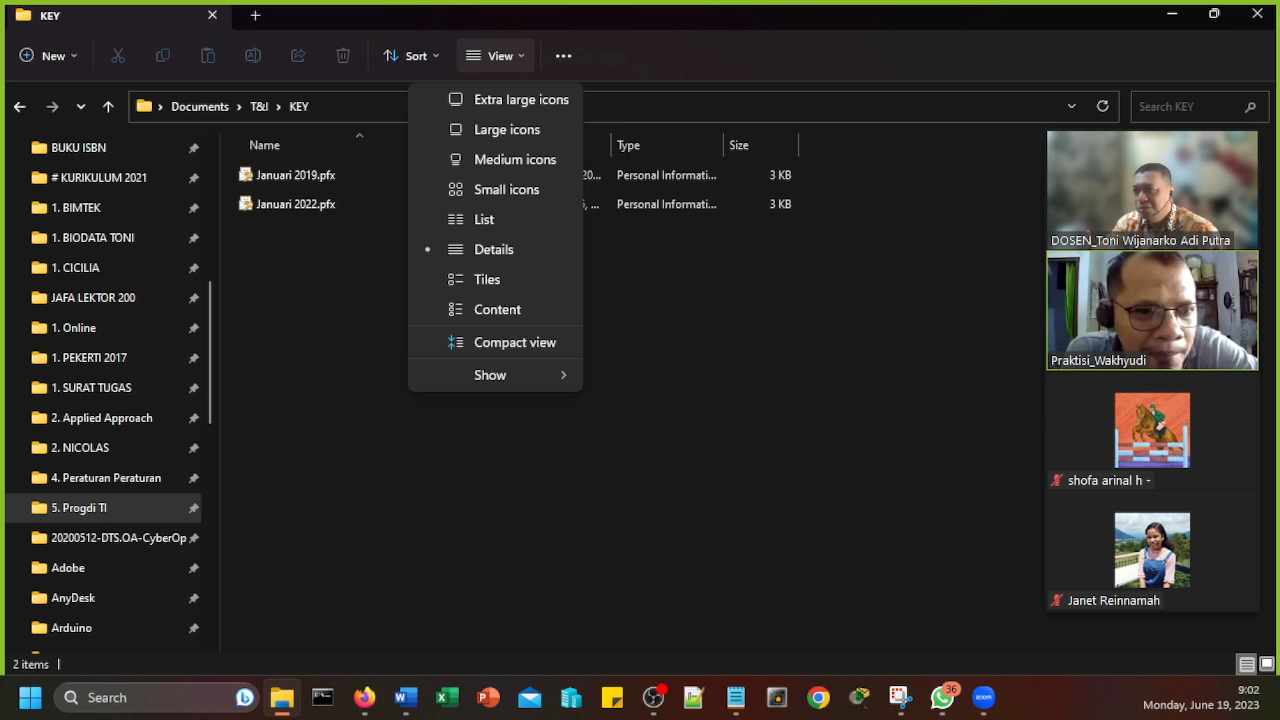 KEY
New
Sort
View
Documents > T&I > KEY
Search KEY
Extra large icons
Large icons
Medium icons
Small icons
List
Details
Tiles
Content
Compact view
Show
Name
Type
Size
Januari 2019.pfx
20...
Personal Informati...
3 KB
Januari 2022.pfx
, ...
Personal Informati...
3 KB
BUKU ISBN
# KURIKULUM 2021
1. BIMTEK
1. BIODATA TONI
1. CICILIA
JAFA LEKTOR 200
1. Online
1. PEKERTI 2017
1. SURAT TUGAS
2. Applied Approach
2. NICOLAS
4. Peraturan Peraturan
5. Progdi TI
20200512-DTS.OA-CyberOp
Adobe
AnyDesk
Arduino
DOSEN_Toni Wijanarko Adi Putra
Praktisi_Wakhyudi
shofa arinal h -
Janet Reinnamah
2 items
Search
36
zoom
9:02
Monday, June 19, 2023